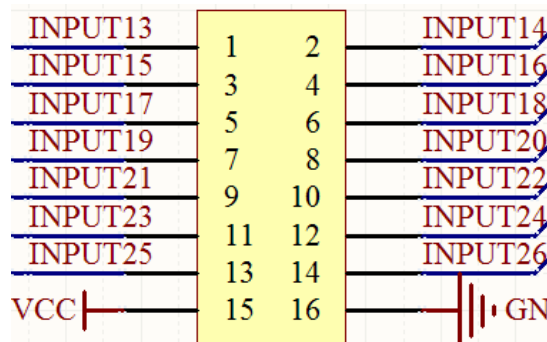 INPUT13 1 2 INPUT14
INPUT15 3 4 INPUT16
INPUT17 5 6 INPUT18
INPUT19 7 8 INPUT20
INPUT21 9 10 INPUT22
INPUT23 11 12 INPUT24
INPUT25 13 14 INPUT26
VCC 15 16 GN